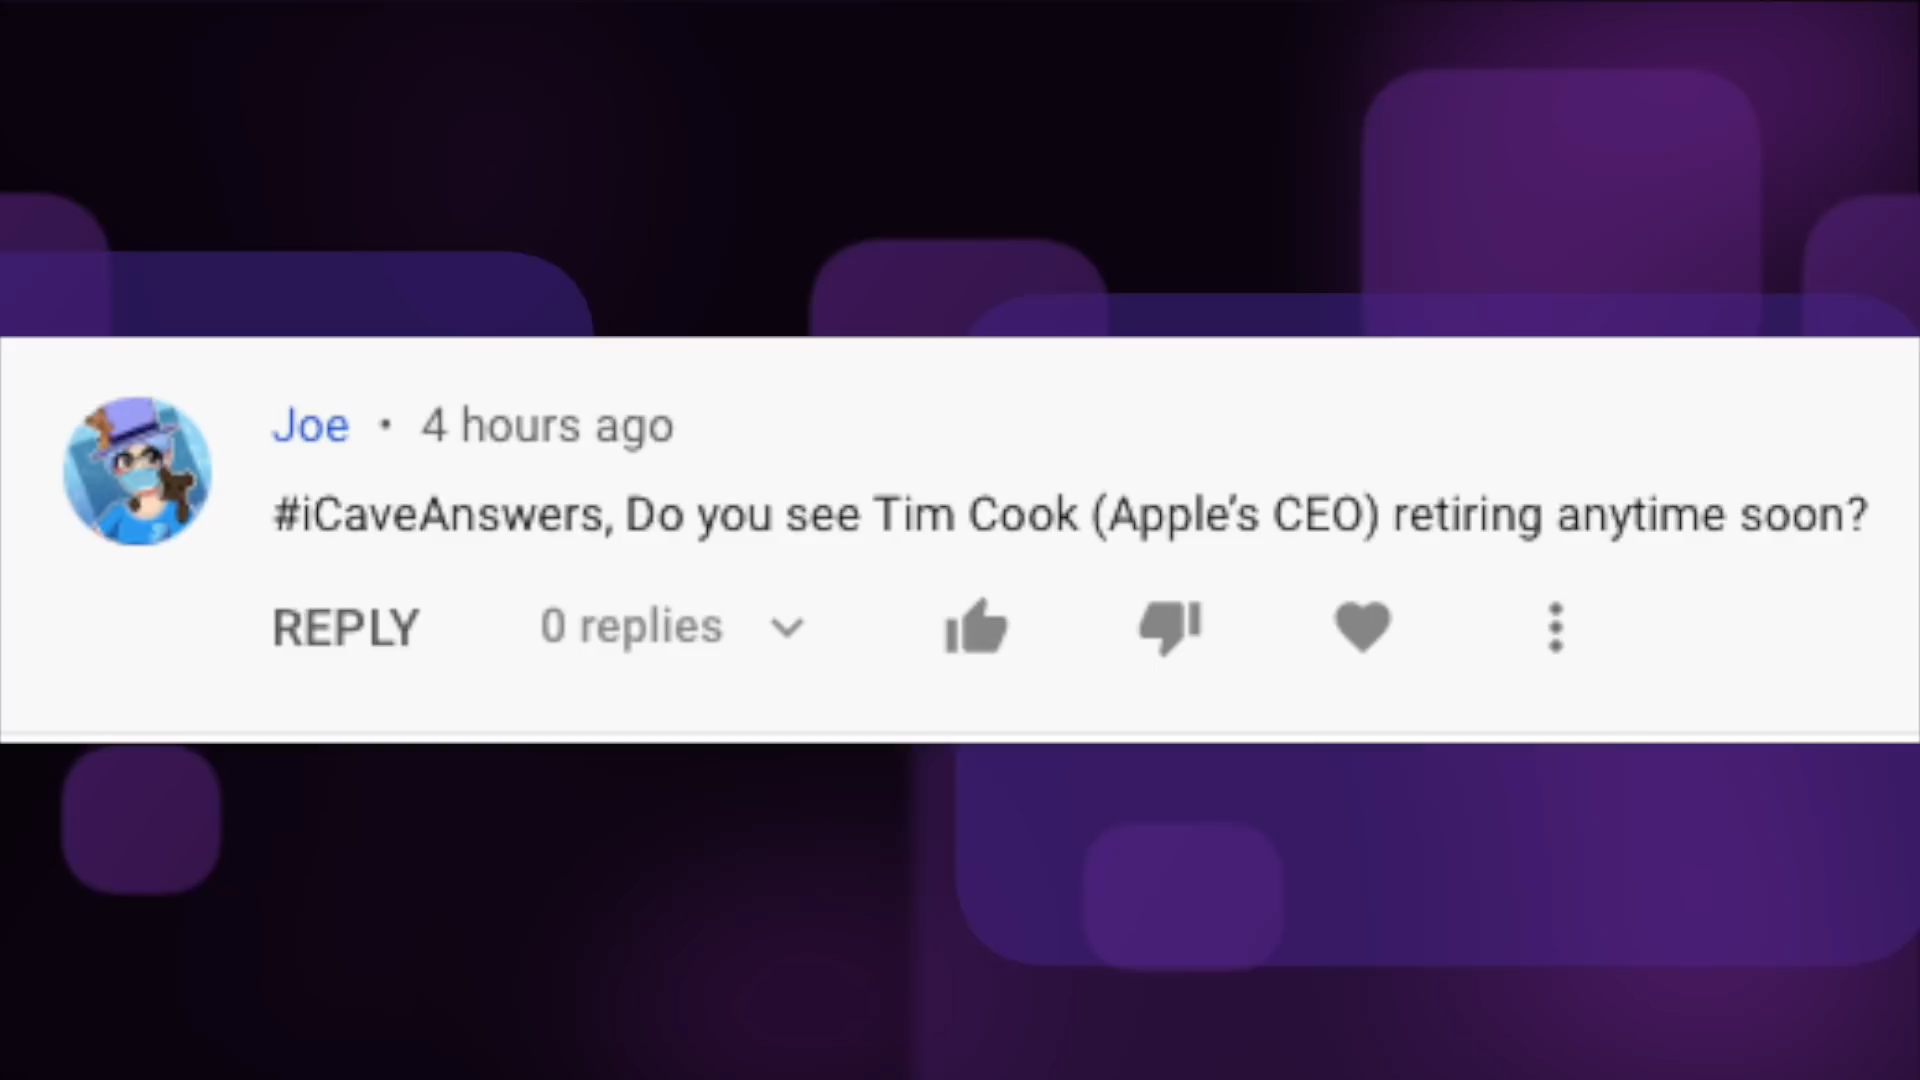 Joe • 4 hours ago
#iCaveAnswers, Do you see Tim Cook (Apple’s CEO) retiring anytime soon?
REPLY 0 replies